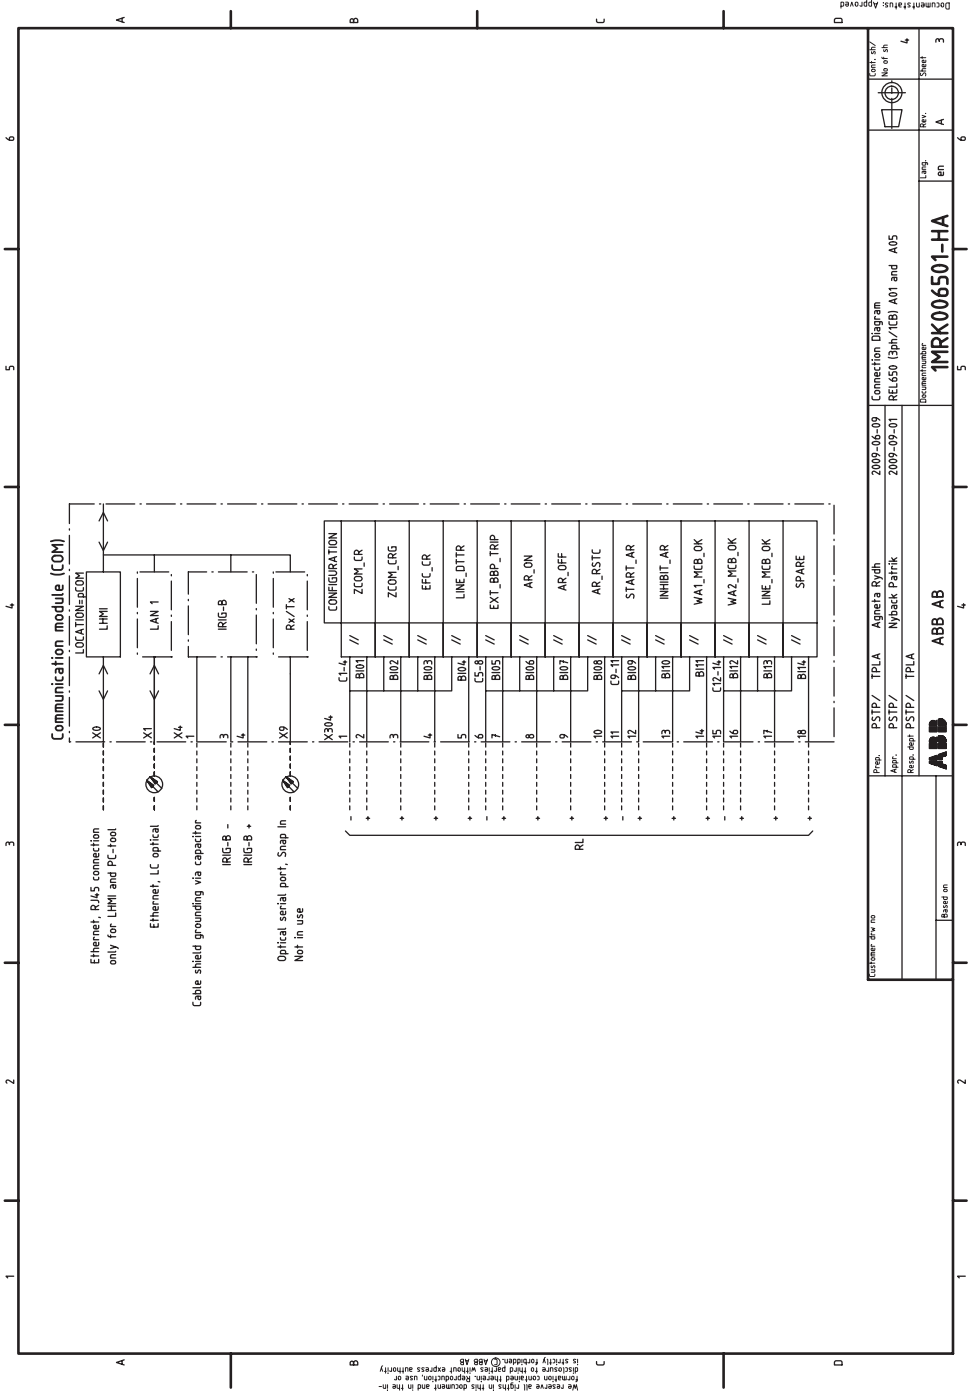 Communication module (COM)
LOCATION=pCOM
Ethernet, RJ45 connection
only for LHMI and PC-tool
X0
LHMI
Ethernet, LC optical
X1
LAN 1
X4
Cable shield grounding via capacitor
1
IRIG-B -
3
IRIG-B +
4
IRIG-B
Optical serial port, Snap In
Not in use
X9
Rx/Tx
X304
CONFIGURATION
- 1 C1-4
+ 2 BI01 // ZCOM_CR
+ 3 BI02 // ZCOM_CRG
+ 4 BI03 // EFC_CR
+ 5 BI04 // LINE_DTTR
- 6 C5-8
+ 7 BI05 // EXT_BBP_TRIP
+ 8 BI06 // AR_ON
+ 9 BI07 // AR_OFF
+ 10 BI08 // AR_RSTC
- 11 C9-11
+ 12 BI09 // START_AR
+ 13 BI10 // INHIBIT_AR
+ 14 BI11 // WA1_MCB_OK
- 15 C12-14
+ 16 BI12 // WA2_MCB_OK
+ 17 BI13 // LINE_MCB_OK
+ 18 BI14 // SPARE
RL
1 2 3 4 5 6
A B C D
1 2 3 4 5 6
A B C D
Customer drw no
Based on
Prep. PSTP/ TPLA Agneta Rydh 2009-06-09
Appr. PSTP/ Nyback Patrik 2009-09-01
Resp. dept PSTP/ TPLA
ABB
ABB AB
Connection Diagram
REL650 (3ph/1CB) A01 and A05
Documentnumber
1MRK006501-HA
Lang.
en
Rev.
A
Cont. sh/
No of sh
4
Sheet
3
Documentstatus: Approved
We reserve all rights in this document and in the in-
formation contained therein. Reproduction, use or
disclosure to third parties without express authority
is strictly forbidden. © ABB AB